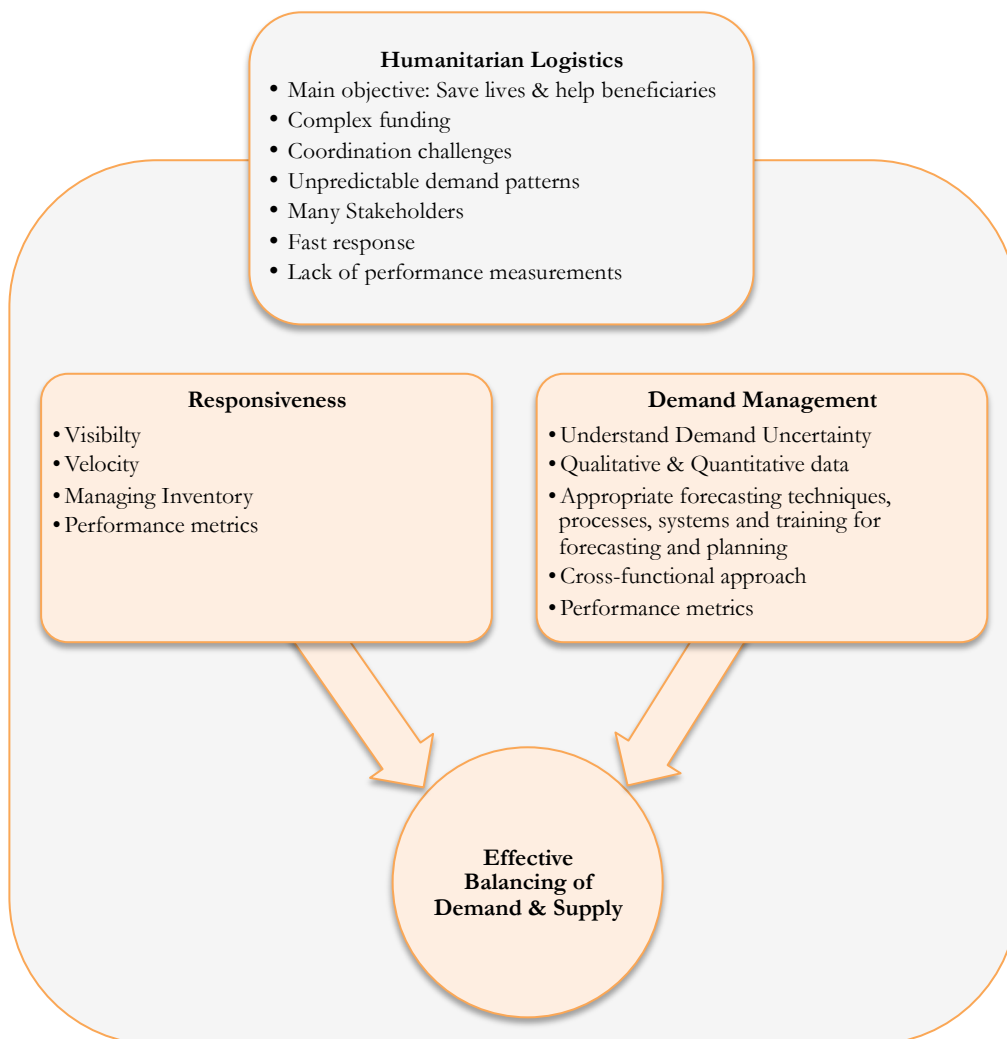 Humanitarian Logistics
• Main objective: Save lives & help beneficiaries
• Complex funding
• Coordination challenges
• Unpredictable demand patterns
• Many Stakeholders
• Fast response
• Lack of performance measurements
Responsiveness
• Visibilty
• Velocity
• Managing Inventory
• Performance metrics
Demand Management
• Understand Demand Uncertainty
• Qualitative & Quantitative data
• Appropriate forecasting techniques,
processes, systems and training for
forecasting and planning
• Cross-functional approach
• Performance metrics
Effective
Balancing of
Demand & Supply